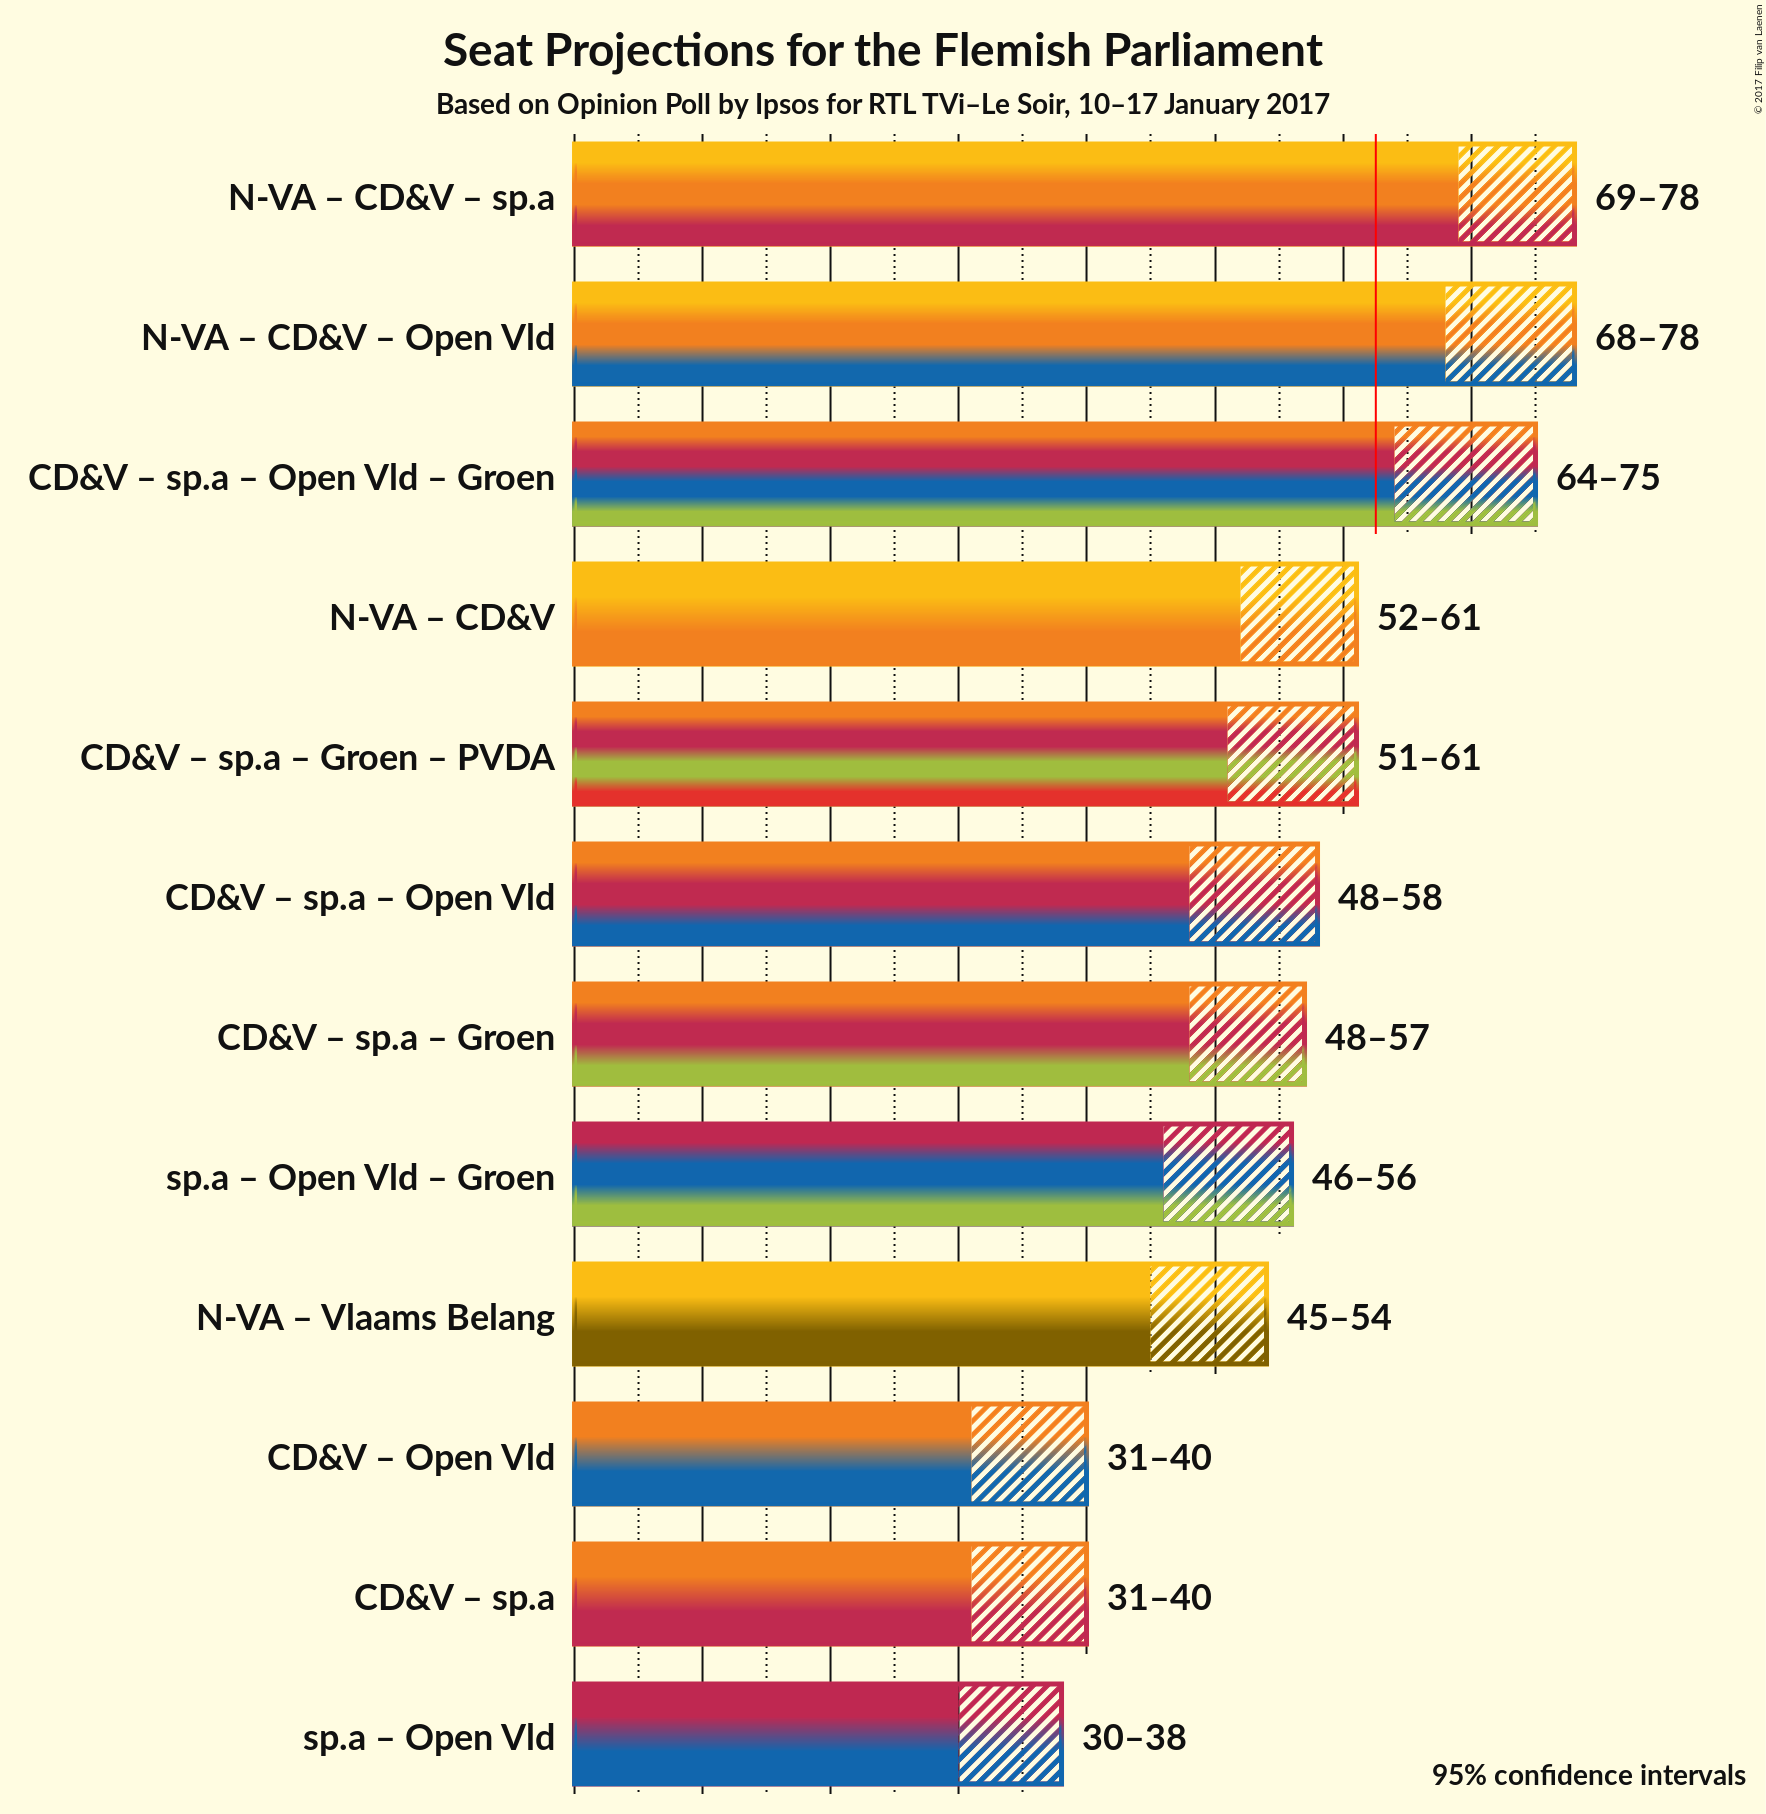 Seat Projections for the Flemish Parliament
Based on Opinion Poll by Ipsos for RTL TVi–Le Soir, 10–17 January 2017
© 2017 Filip van Laenen
N-VA – CD&V – sp.a 69–78
N-VA – CD&V – Open Vld 68–78
CD&V – sp.a – Open Vld – Groen 64–75
N-VA – CD&V 52–61
CD&V – sp.a – Groen – PVDA 51–61
CD&V – sp.a – Open Vld 48–58
CD&V – sp.a – Groen 48–57
sp.a – Open Vld – Groen 46–56
N-VA – Vlaams Belang 45–54
CD&V – Open Vld 31–40
CD&V – sp.a 31–40
sp.a – Open Vld 30–38
95% confidence intervals